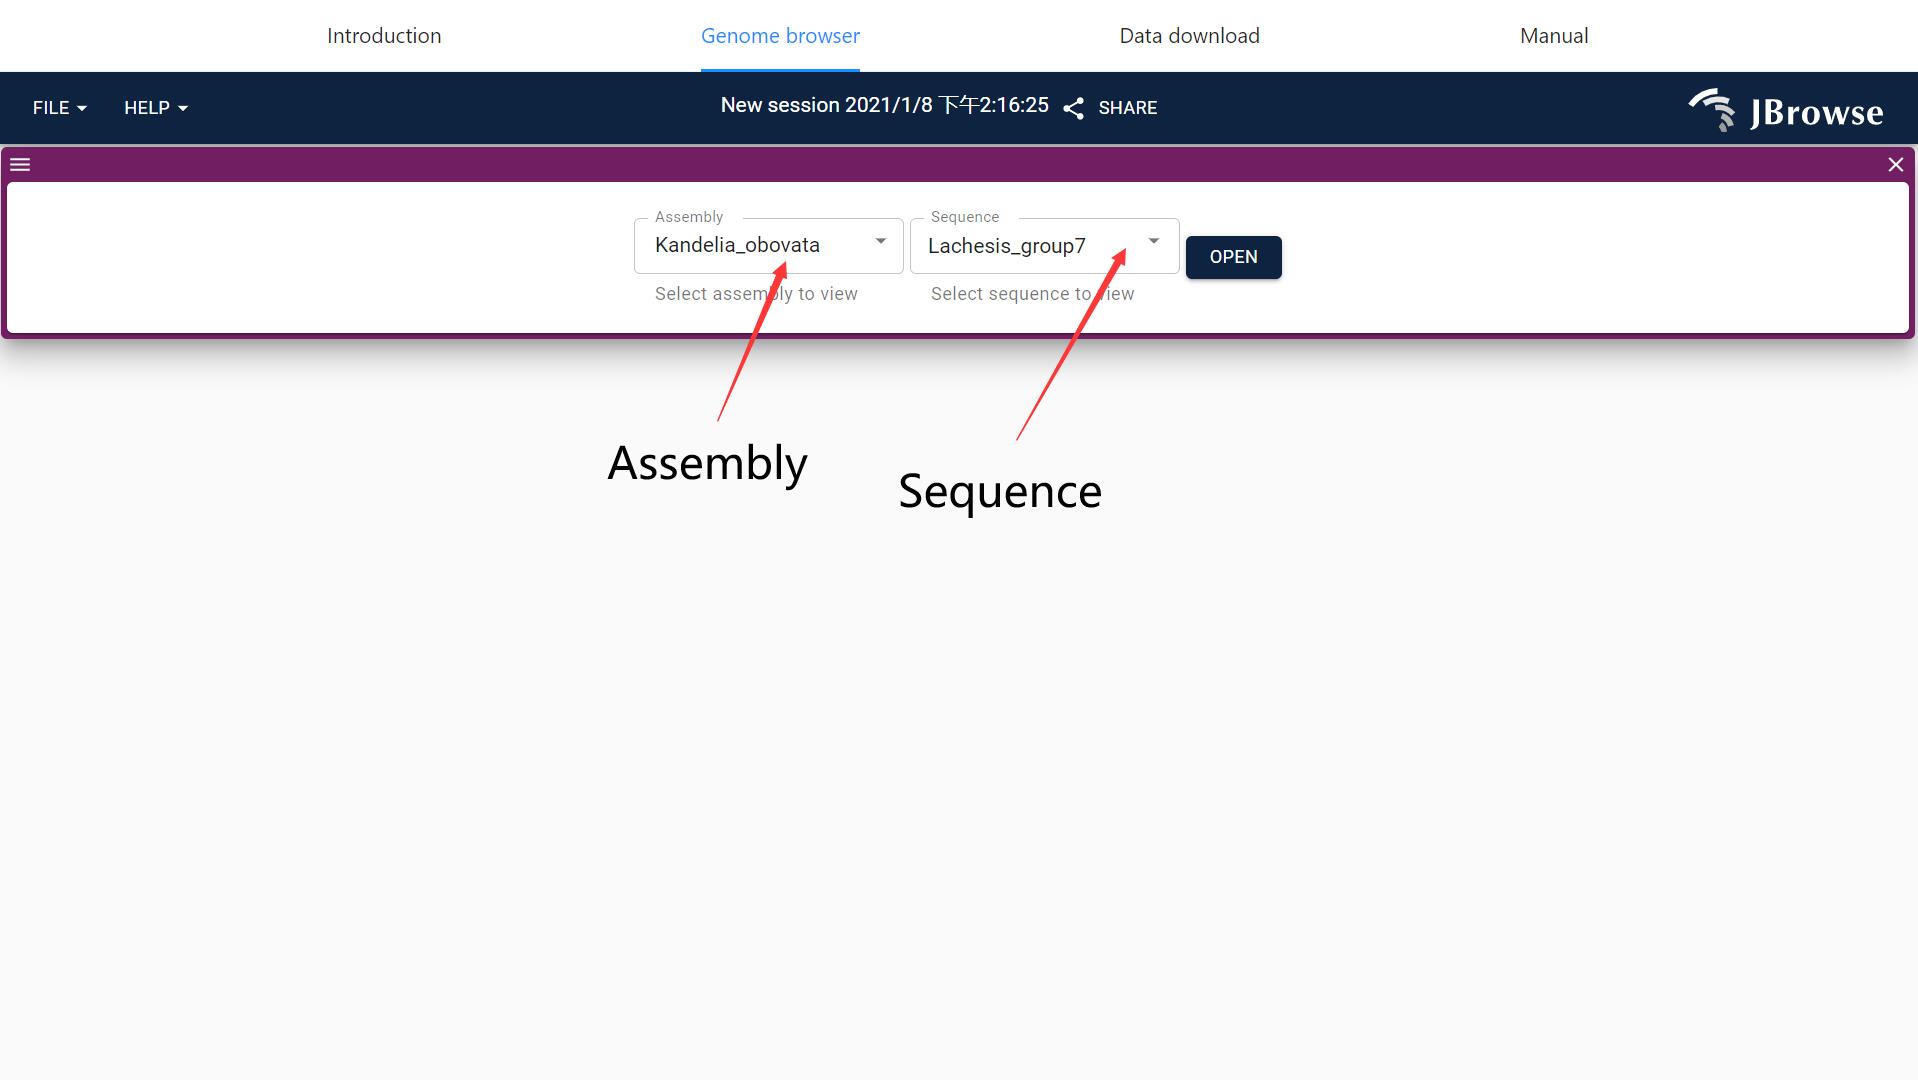 Introduction Genome browser Data download Manual
FILE HELP New session 2021/1/8 下午2:16:25 SHARE JBrowse
Assembly Sequence
Kandelia_obovata Lachesis_group7 OPEN
Select assembly to view Select sequence to view
Assembly
Sequence